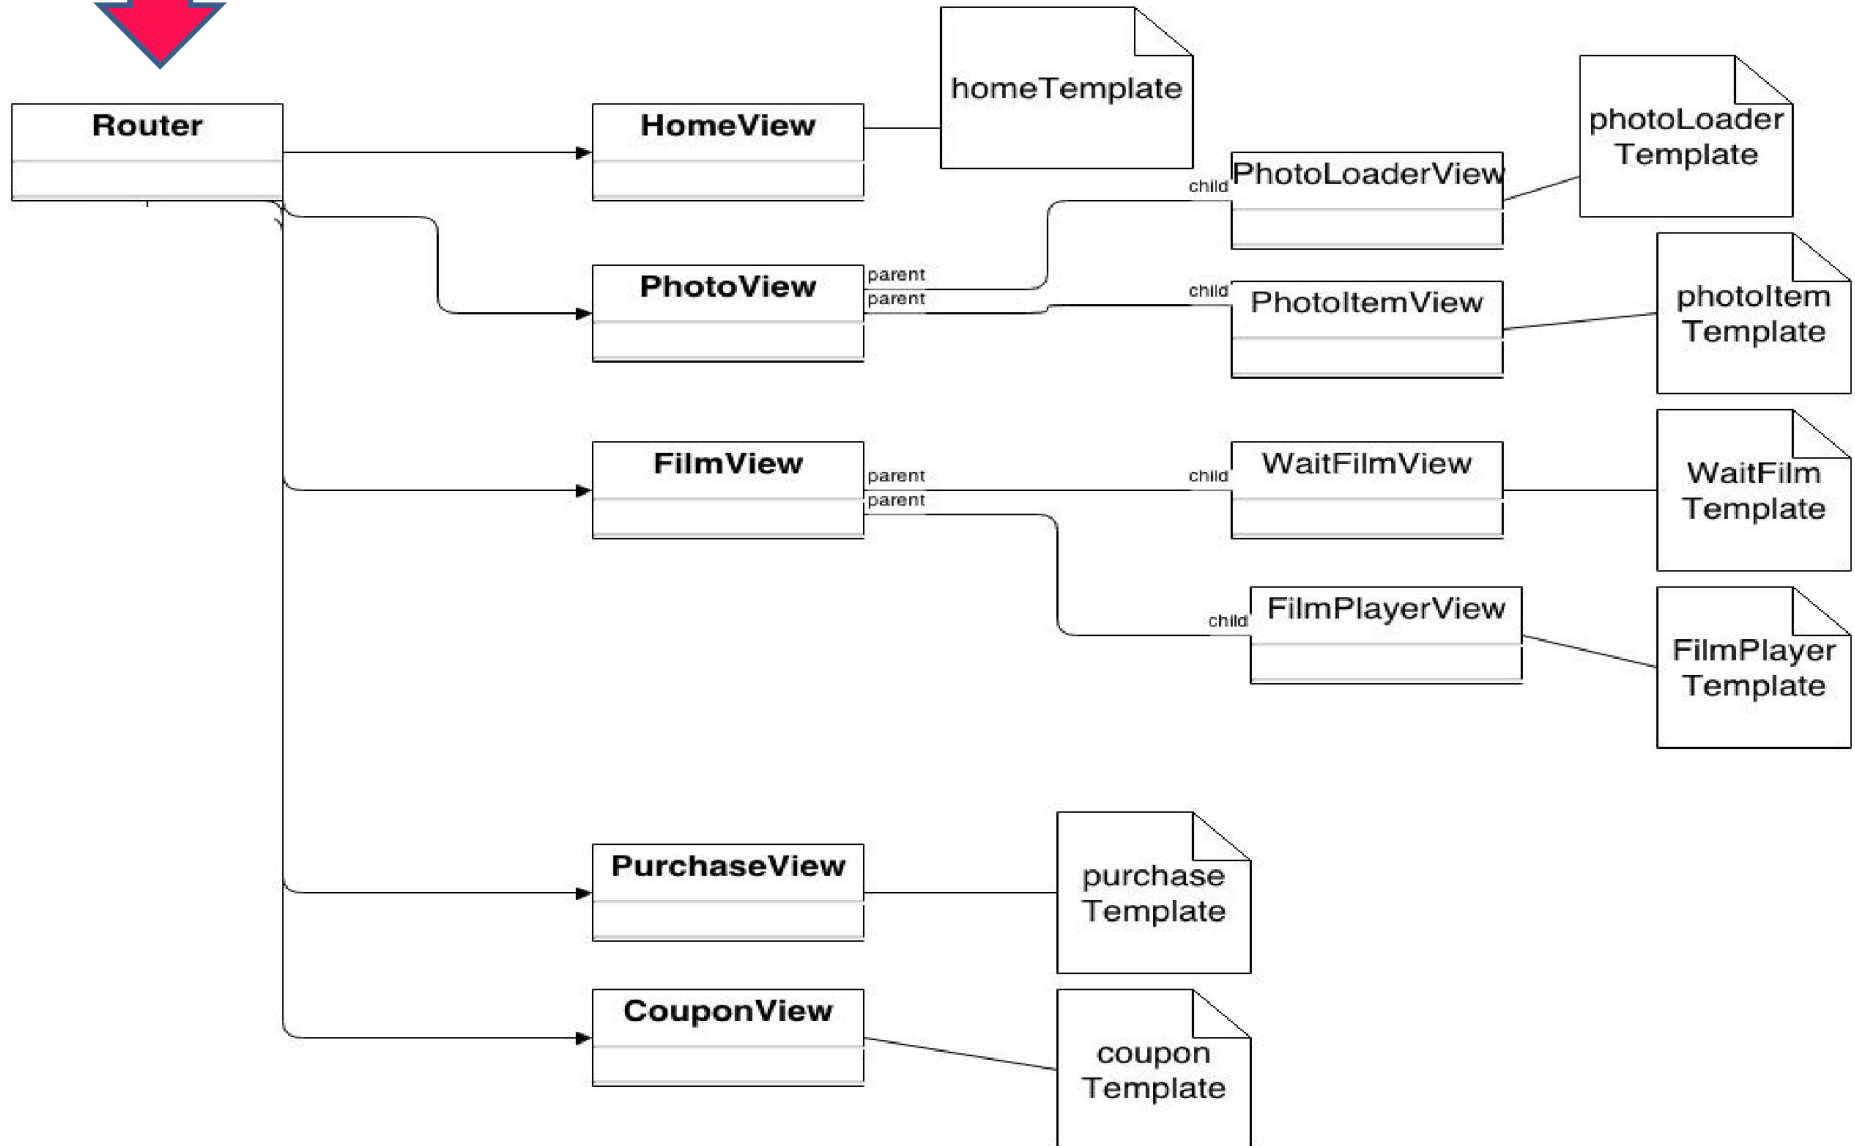 homeTemplate
Router
HomeView
photoLoader
Template
child
PhotoLoaderView
PhotoView
parent
parent
child
PhotoItemView
photoItem
Template
FilmView
parent
parent
child
WaitFilmView
WaitFilm
Template
child
FilmPlayerView
FilmPlayer
Template
PurchaseView
purchase
Template
CouponView
coupon
Template